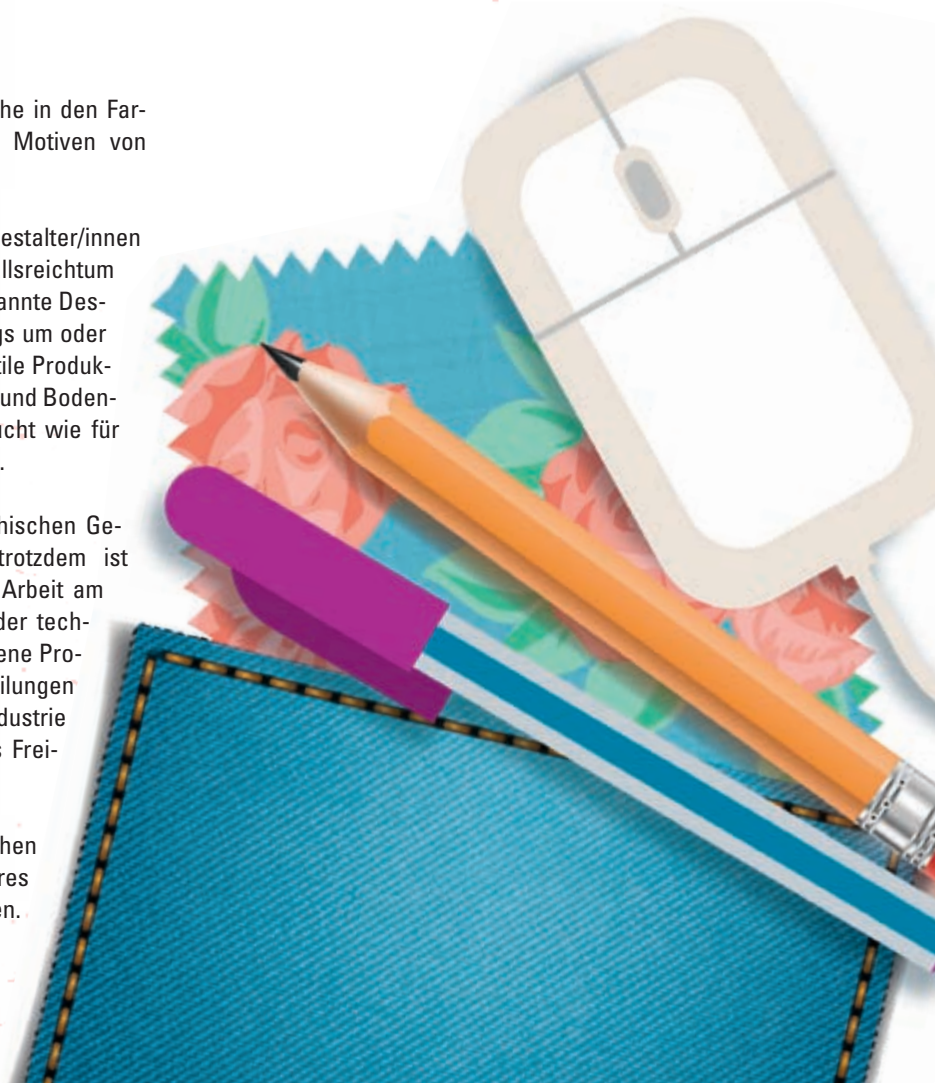 he in den Far-
Motiven von
estalter/innen
llsreichtum
annte Des-
gs um oder
tile Produk-
und Boden-
ucht wie für
.
hischen Ge-
trotzdem ist
Arbeit am
der tech-
ene Pro-
ilungen
dustrie
s Frei-
hen
res
en.